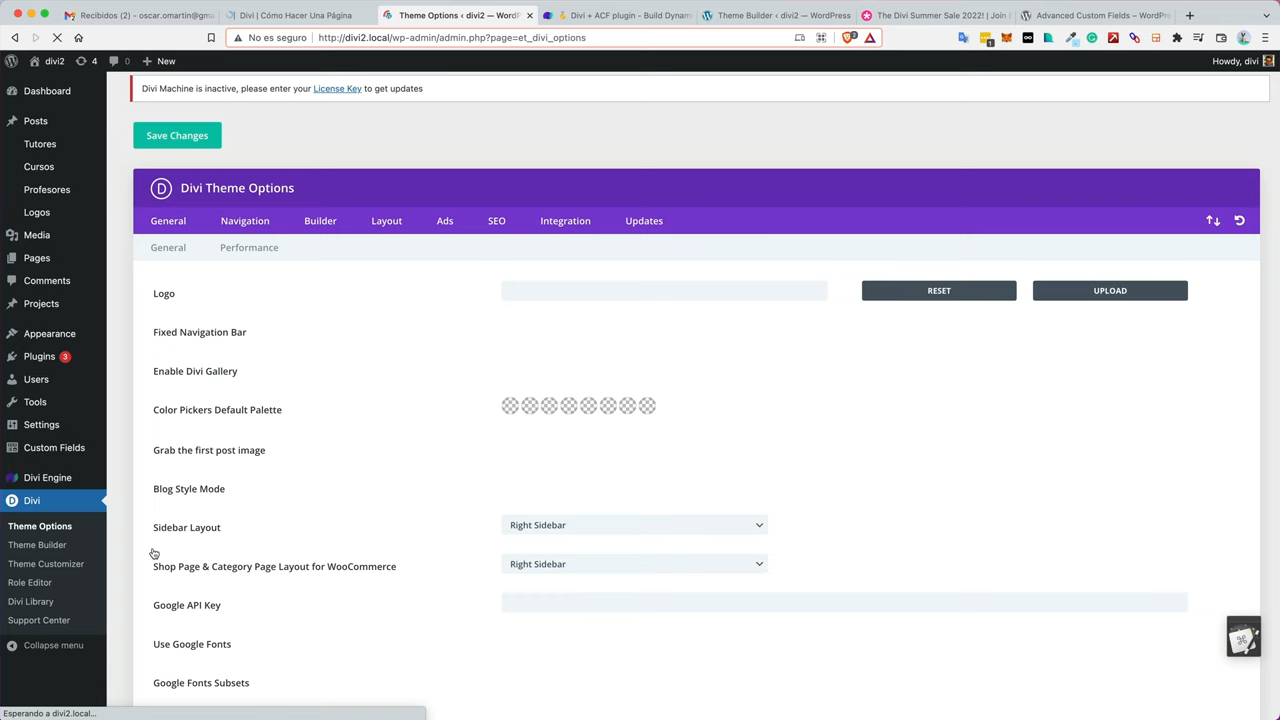 Recibidos (2) - oscar.omartin@gmu
Divi | Cómo Hacer Una Página
Theme Options ‹ divi2 — WordP
Divi + ACF plugin - Build Dynam
Theme Builder ‹ divi2 — WordPress
The Divi Summer Sale 2022! | Join
Advanced Custom Fields – WordPre
No es seguro
http://divi2.local/wp-admin/admin.php?page=et_divi_options
divi2
4
0
New
Howdy, divi
Divi Machine is inactive, please enter your License Key to get updates
Save Changes
Dashboard
Posts
Tutores
Cursos
Profesores
Logos
Media
Pages
Comments
Projects
Appearance
Plugins 3
Users
Tools
Settings
Custom Fields
Divi Engine
Divi
Theme Options
Theme Builder
Theme Customizer
Role Editor
Divi Library
Support Center
Collapse menu
Divi Theme Options
General
Navigation
Builder
Layout
Ads
SEO
Integration
Updates
General
Performance
Logo
RESET
UPLOAD
Fixed Navigation Bar
Enable Divi Gallery
Color Pickers Default Palette
Grab the first post image
Blog Style Mode
Sidebar Layout
Right Sidebar
Shop Page & Category Page Layout for WooCommerce
Right Sidebar
Google API Key
Use Google Fonts
Google Fonts Subsets
Esperando a divi2.local...